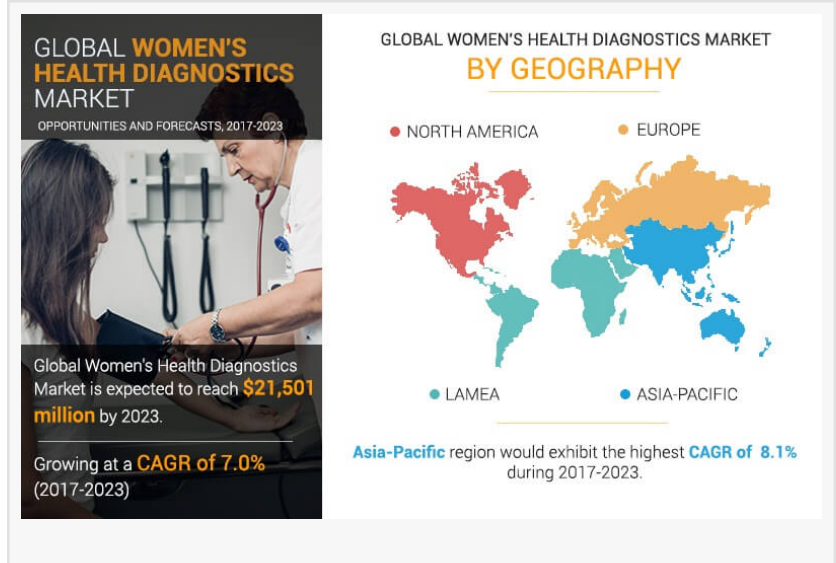 GLOBAL WOMEN'S
HEALTH DIAGNOSTICS
MARKET
OPPORTUNITIES AND FORECASTS, 2017-2023
Global Women's Health Diagnostics
Market is expected to reach $21,501
million by 2023.
Growing at a CAGR of 7.0%
(2017-2023)
GLOBAL WOMEN'S HEALTH DIAGNOSTICS MARKET
BY GEOGRAPHY
NORTH AMERICA
EUROPE
LAMEA
ASIA-PACIFIC
Asia-Pacific region would exhibit the highest CAGR of 8.1%
during 2017-2023.